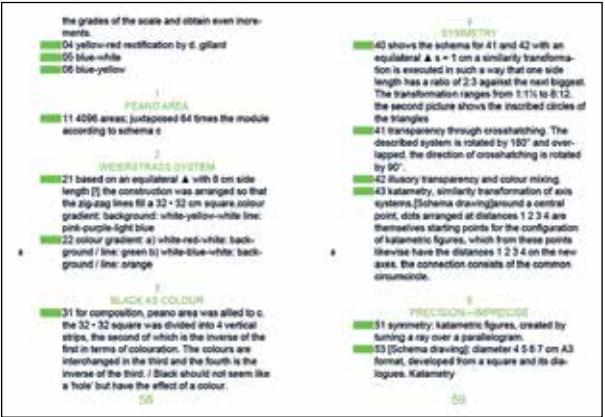 the grades of the scale and obtain even incre-
ments.
04 yellow-red rectification by d. gillard
05 blue-white
06 blue-yellow
1
PEANO AREA
11 4096 areas; juxtaposed 64 times the module
according to schema c
2
WEIERSTRASS SYSTEM
21 based on an equilateral ▲ with 8 cm side
length [!] the construction was arranged so that
the zig-zag lines fill a 32 • 32 cm square.colour
gradient: background: white-yellow-white line:
pink-purple-light blue
22 colour gradient: a) white-red-white: back-
ground / line: green b) white-blue-white: back-
ground / line: orange
3
BLACK AS COLOUR
31 for composition, peano area was allied to c.
the 32 • 32 square was divided into 4 vertical
strips, the second of which is the inverse of the
first in terms of colouration. The colours are
interchanged in the third and the fourth is the
inverse of the third. / Black should not seem like
a 'hole' but have the effect of a colour.
58
4
SYMMETRY
40 shows the schema for 41 and 42 with an
equilateral ▲ s = 1 cm a similarity transforma-
tion is executed in such a way that one side
length has a ratio of 2:3 against the next biggest.
The transformation ranges from 1:1½ to 8:12.
the second picture shows the inscribed circles of
the triangles
41 transparency through crosshatching. The
described system is rotated by 180° and over-
lapped. the direction of crosshatching is rotated
by 90°.
42 illusory transparency and colour mixing.
43 katametry, similarity transformation of axis
systems.[Schema drawing]around a central
point, dots arranged at distances 1 2 3 4 are
themselves starting points for the configuration
of katametric figures, which from these points
likewise have the distances 1 2 3 4 on the new
axes. the connection consists of the common
circumcircle.
5
PRECISION—IMPRECISE
51 symmetry: katametric figures, created by
turning a ray over a parallelogram.
53 [Schema drawing]: diameter 4 5 6 7 cm A3
format, developed from a square and its dia-
logues. Katametry
59